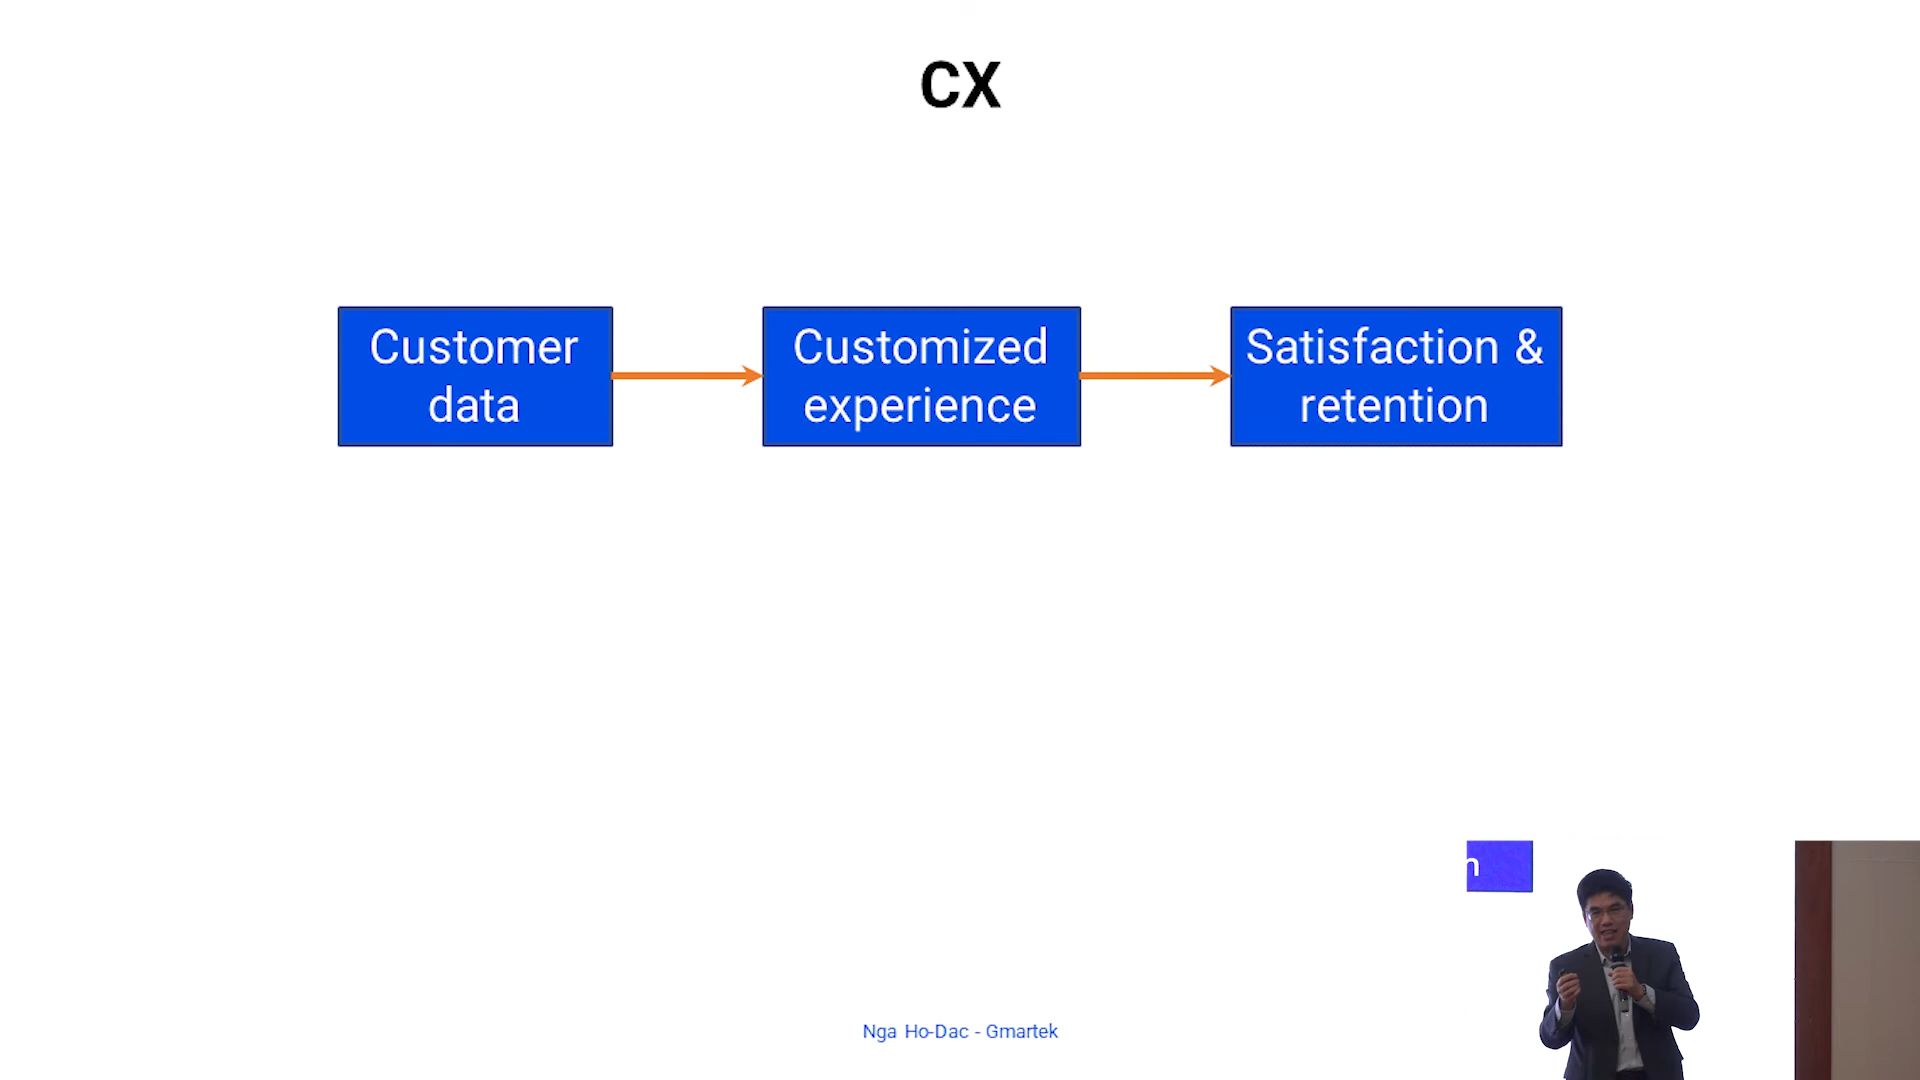 CX
Customer
data
Customized
experience
Satisfaction &
retention
n
Nga Ho-Dac - Gmartek